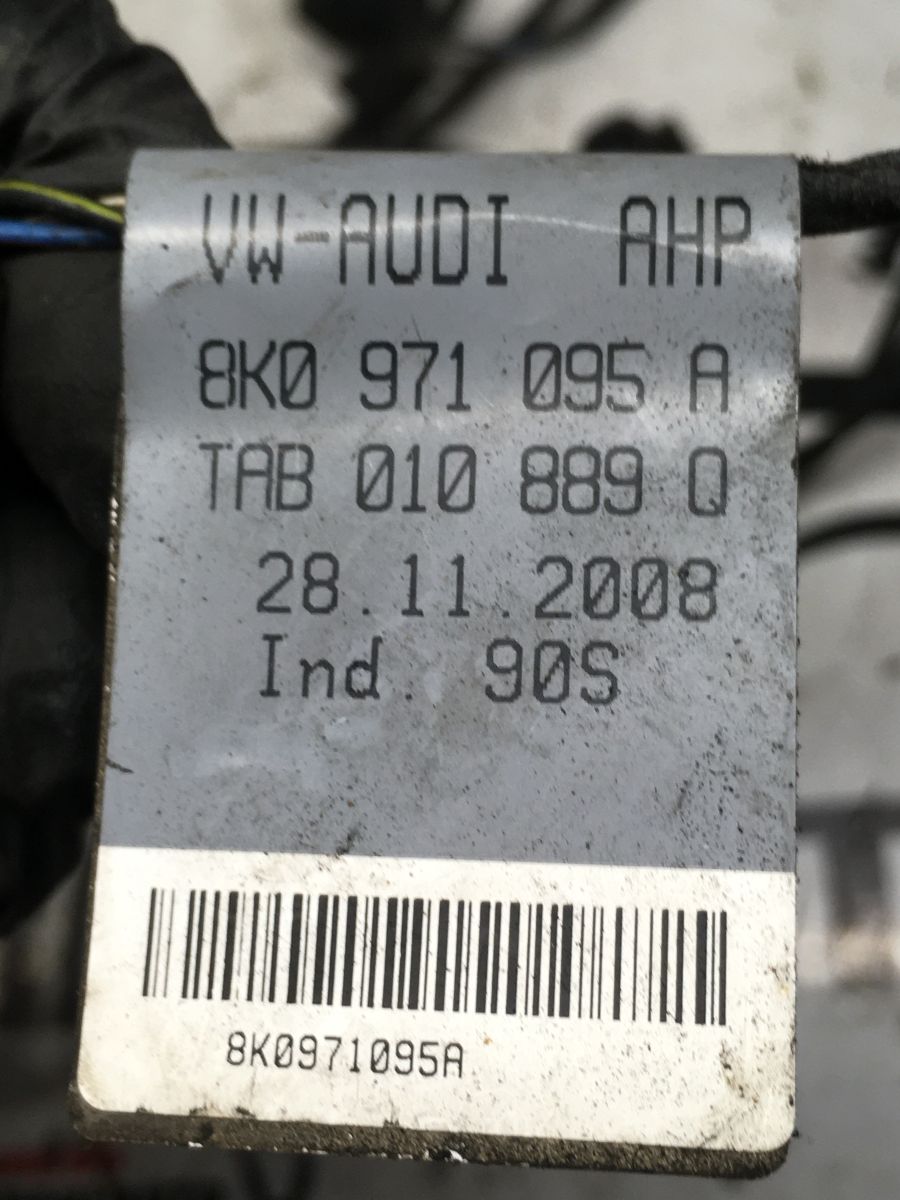 VW-AUDI AHP
8K0 971 095 A
TAB 010 889 Q
28.11.2008
Ind. 90S
8K0971095A